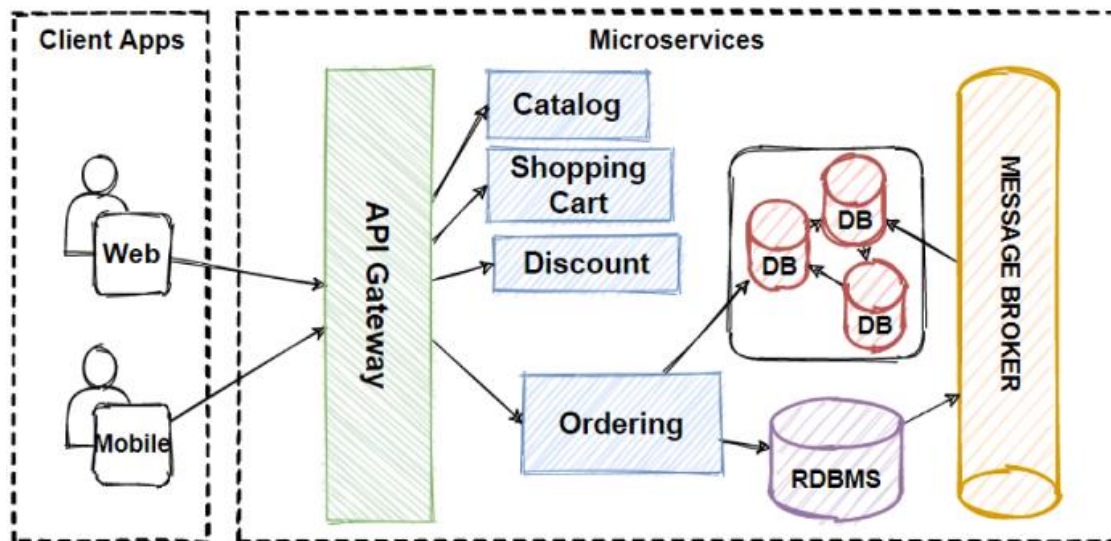 Client Apps
Microservices
Web
Mobile
API Gateway
Catalog
Shopping
Cart
Discount
Ordering
DB
DB
DB
RDBMS
MESSAGE BROKER